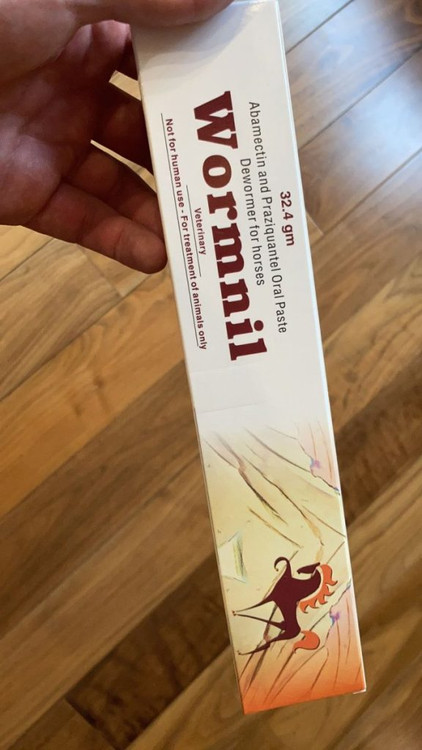 32.4 gm
Abamectin and Praziquantel Oral Paste
Dewormer for horses
Wormnil
Veterinary
Not for human use - For treatment of animals only